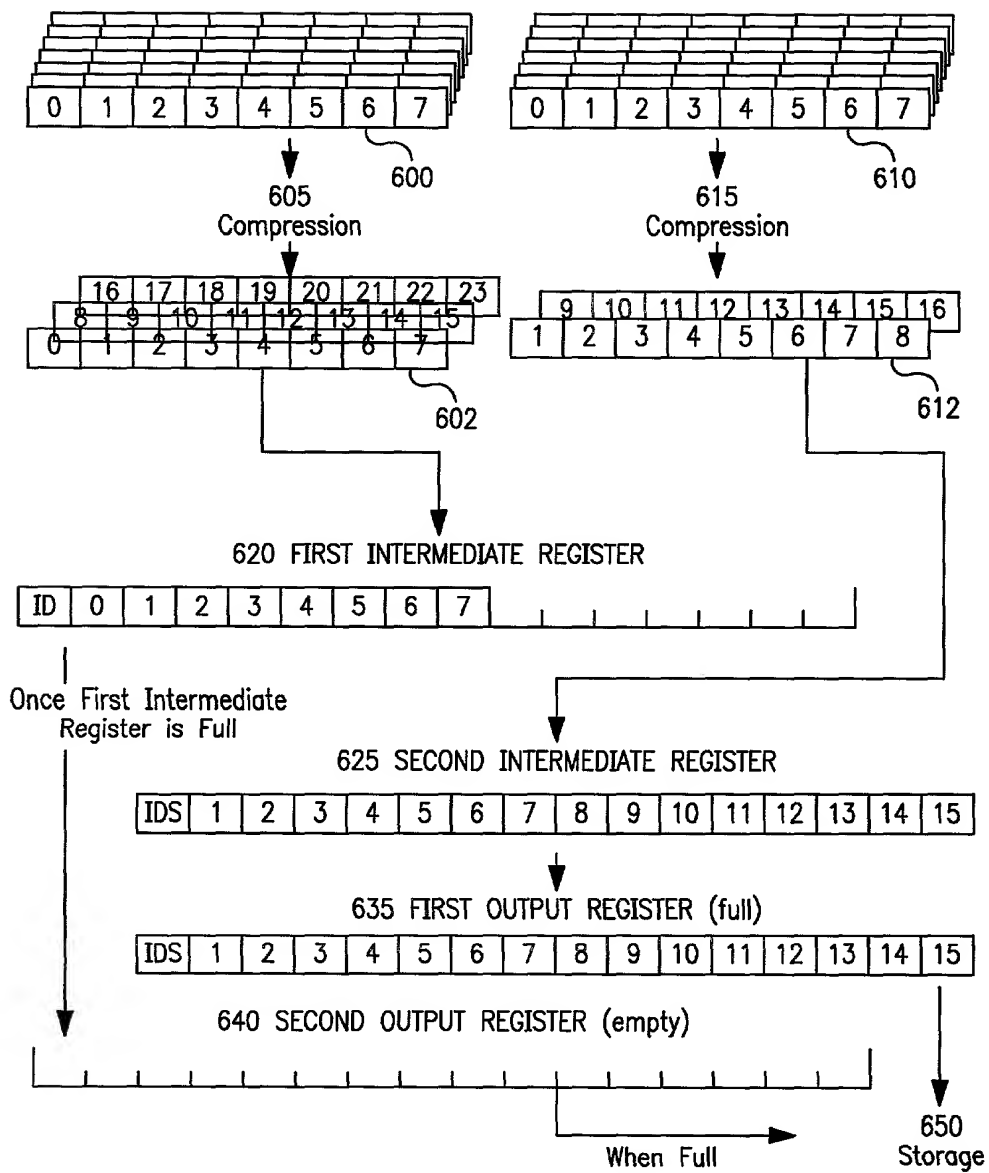 0 1 2 3 4 5 6 7
0 1 2 3 4 5 6 7
600
610
605
Compression
615
Compression
16 17 18 19 20 21 22 23
8 9 10 11 12 13 14 15
0 1 2 3 4 5 6 7
9 10 11 12 13 14 15 16
1 2 3 4 5 6 7 8
602
612
620 FIRST INTERMEDIATE REGISTER
ID 0 1 2 3 4 5 6 7
Once First Intermediate
Register is Full
625 SECOND INTERMEDIATE REGISTER
IDS 1 2 3 4 5 6 7 8 9 10 11 12 13 14 15
635 FIRST OUTPUT REGISTER (full)
IDS 1 2 3 4 5 6 7 8 9 10 11 12 13 14 15
640 SECOND OUTPUT REGISTER (empty)
When Full
650
Storage